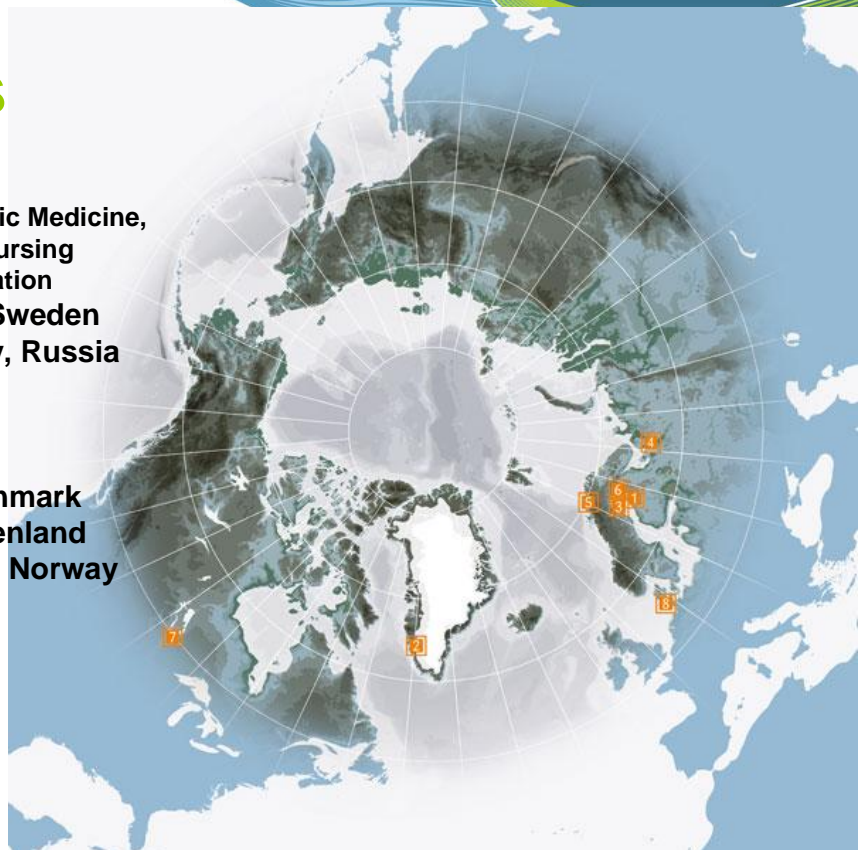 s
ic Medicine,
ursing
ation
Sweden
y, Russia
nmark
enland
Norway
4
6
5
1
3
8
7
2